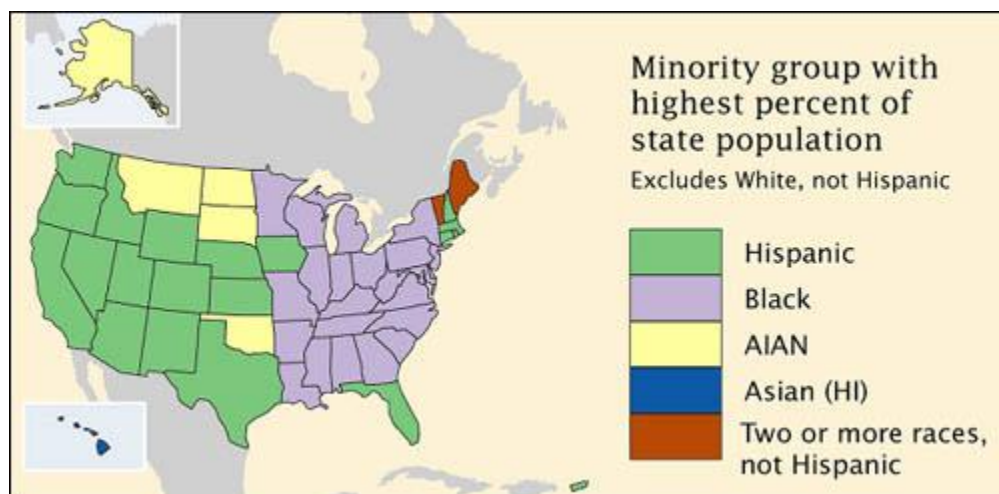 Minority group with
highest percent of
state population
Excludes White, not Hispanic
Hispanic
Black
AIAN
Asian (HI)
Two or more races,
not Hispanic